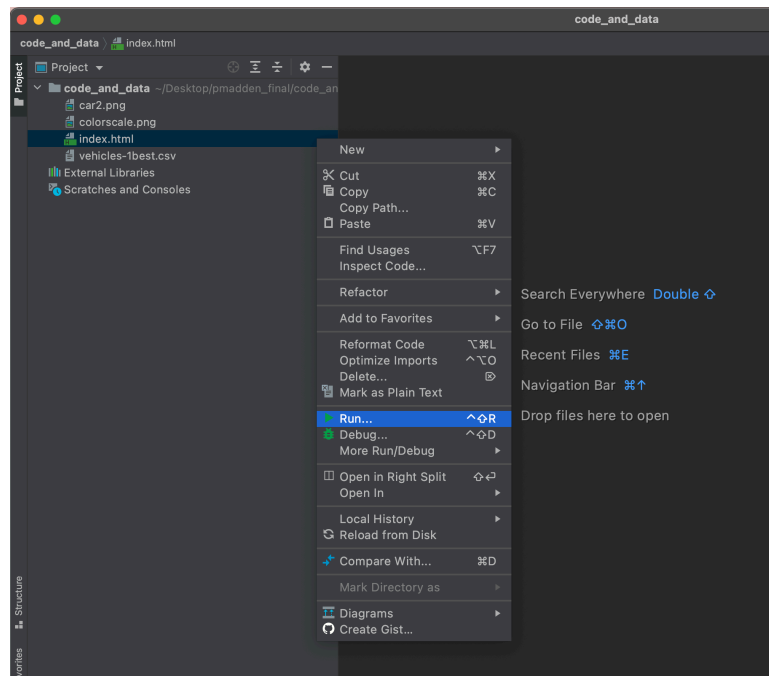 code_and_data
code_and_data 〉 index.html
Project
Project
code_and_data ~/Desktop/pmadden_final/code_an
car2.png
colorscale.png
index.html
vehicles-1best.csv
External Libraries
Scratches and Consoles
New
Cut ⌘X
Copy ⌘C
Copy Path...
Paste ⌘V
Find Usages ⌥F7
Inspect Code...
Refactor
Add to Favorites
Reformat Code ⌥⌘L
Optimize Imports ^⌥O
Delete... ⌦
Mark as Plain Text
Run... ^⇧R
Debug... ^⇧D
More Run/Debug
Open in Right Split ⇧⏎
Open In
Local History
Reload from Disk
Compare With... ⌘D
Mark Directory as
Diagrams
Create Gist...
Search Everywhere Double ⇧
Go to File ⇧⌘O
Recent Files ⌘E
Navigation Bar ⌘↑
Drop files here to open
Structure
vorites